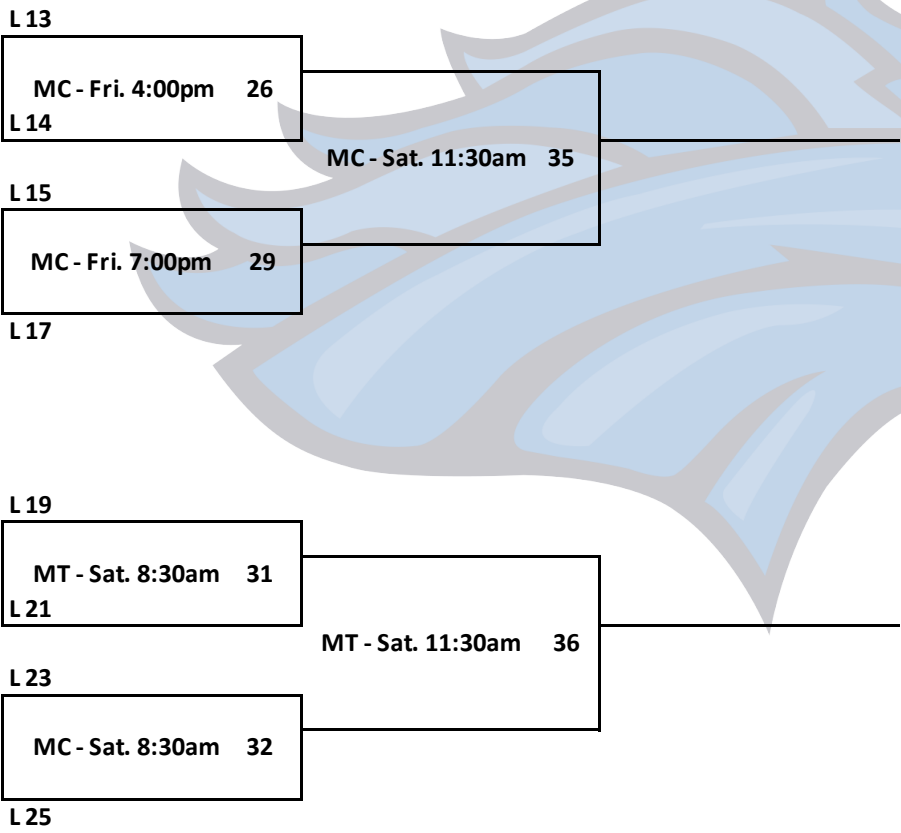 L 13
MC - Fri. 4:00pm 26
L 14
MC - Sat. 11:30am 35
L 15
MC - Fri. 7:00pm 29
L 17
L 19
MT - Sat. 8:30am 31
L 21
MT - Sat. 11:30am 36
L 23
MC - Sat. 8:30am 32
L 25